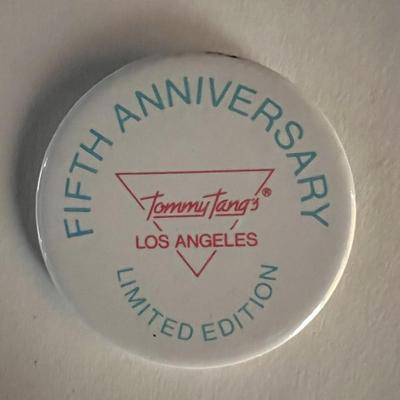 FIFTH ANNIVERSARY
Tommy Tang's®
LOS ANGELES
LIMITED EDITION